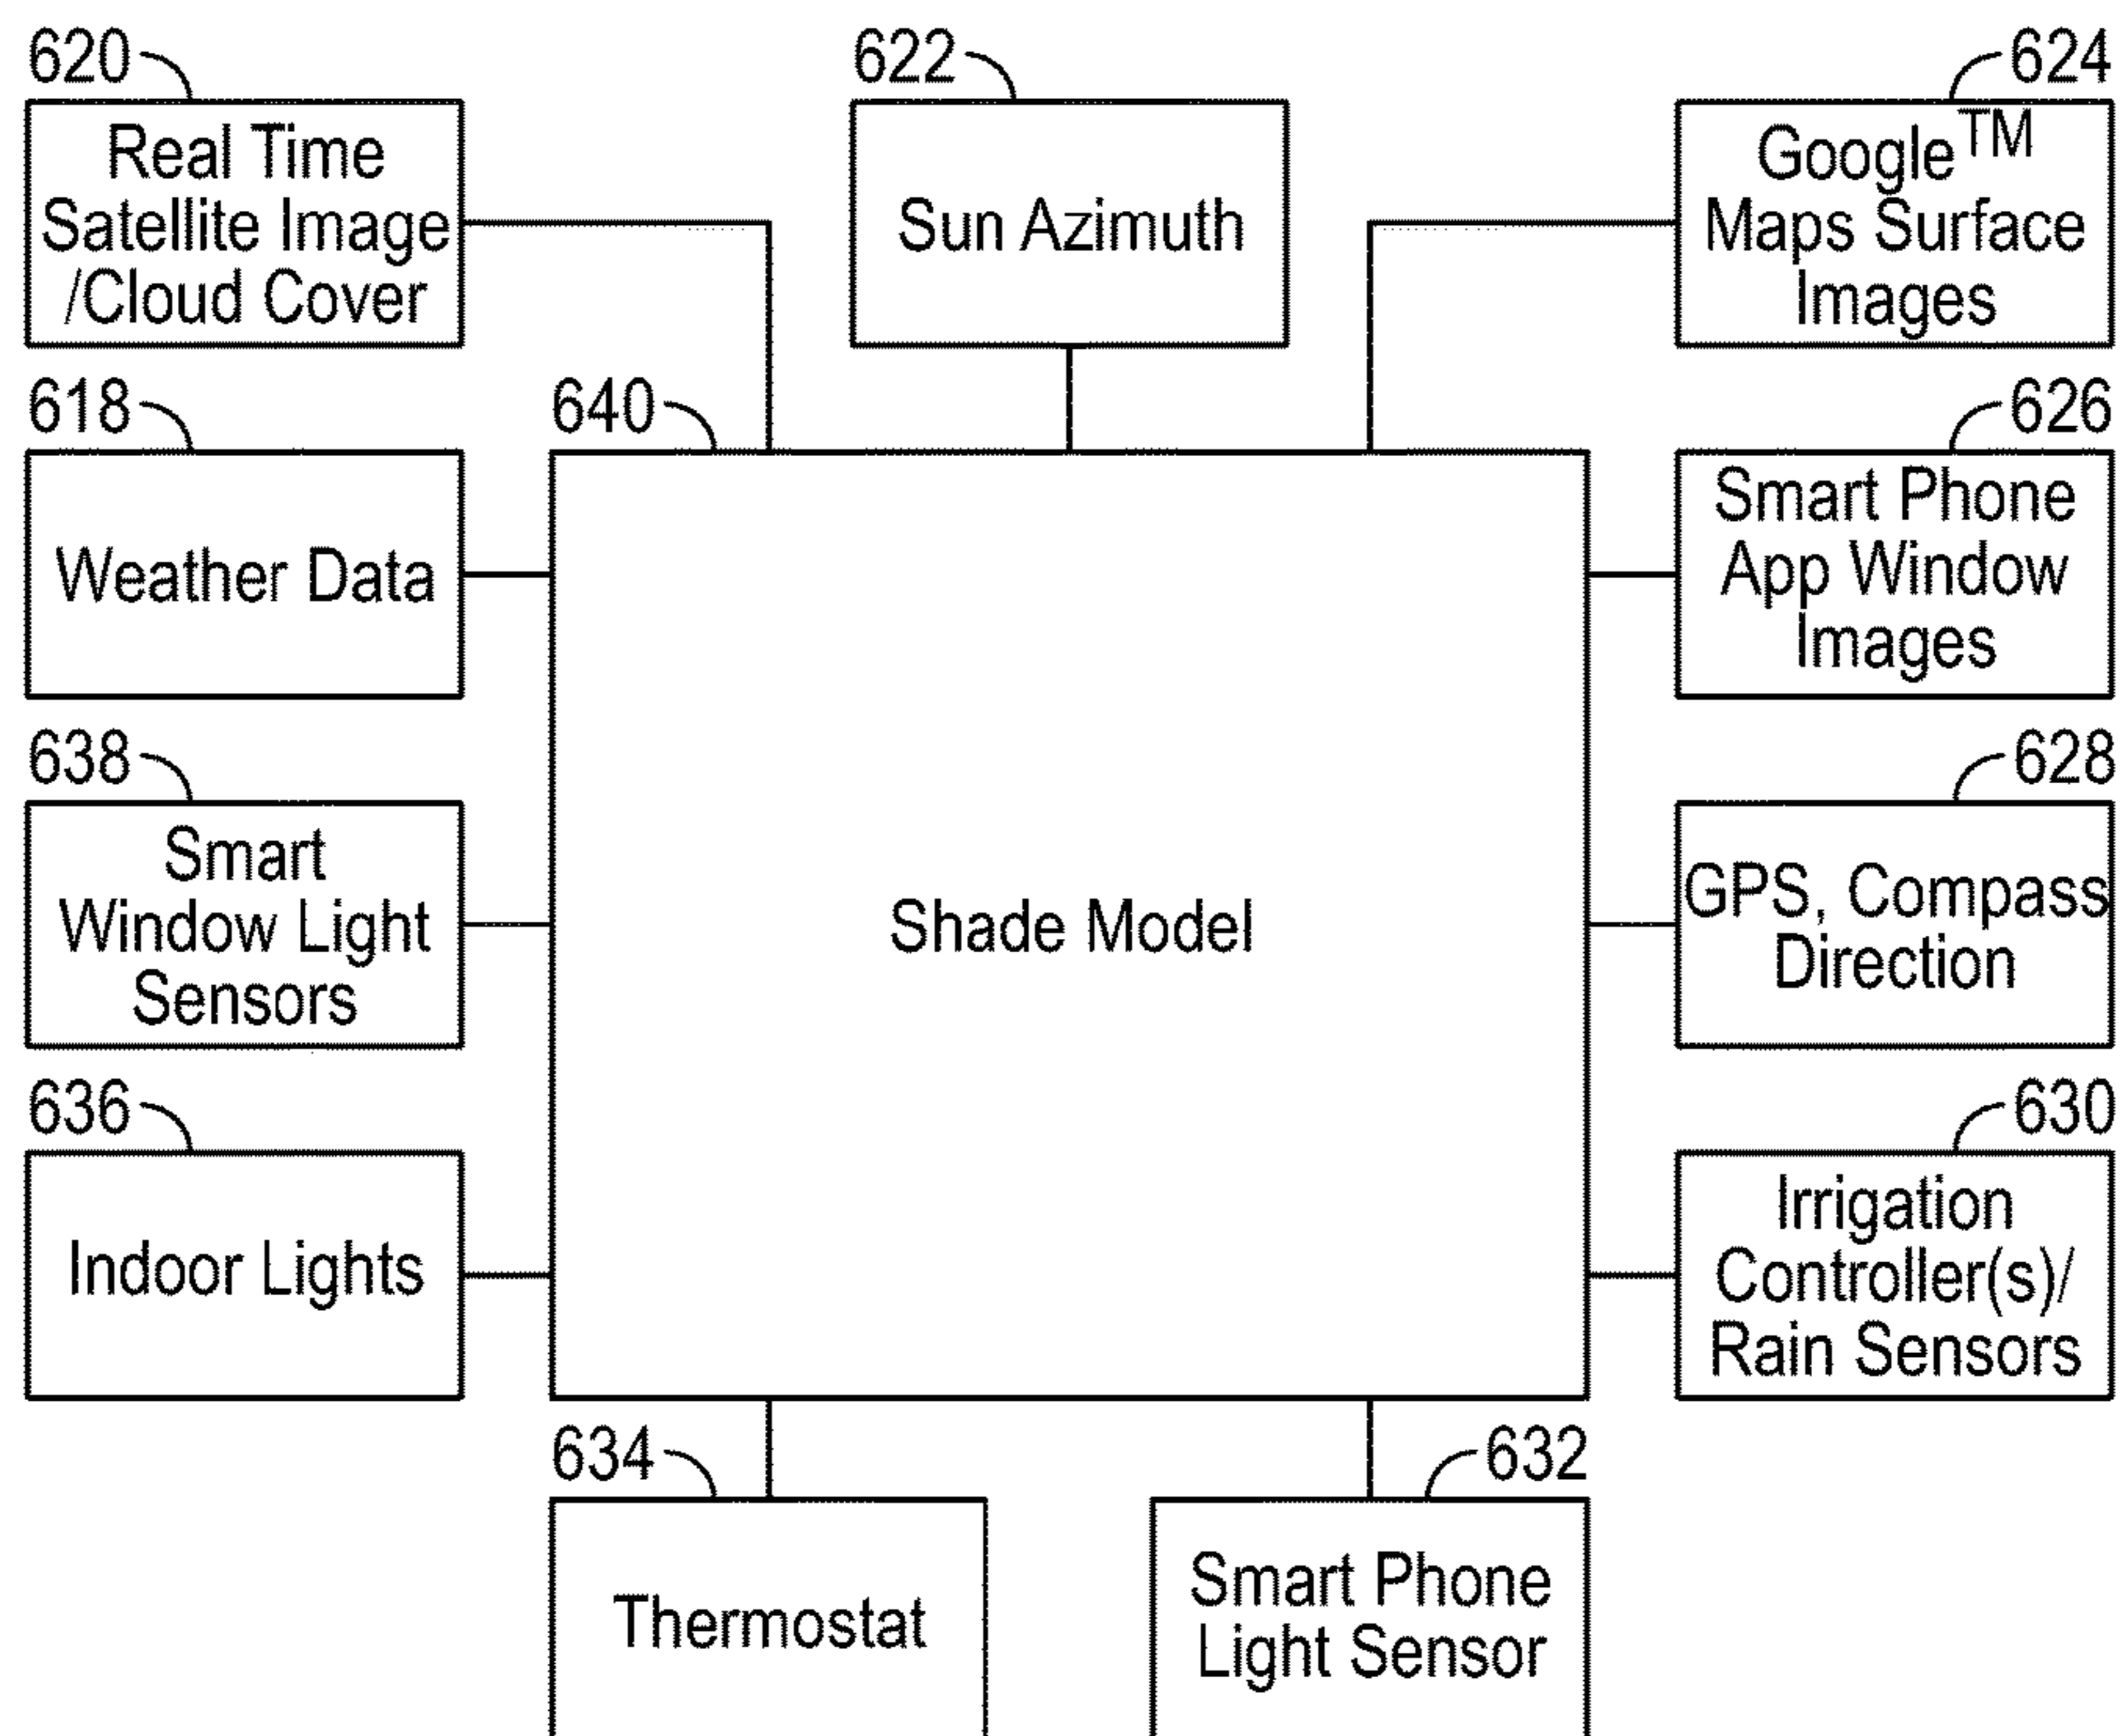 620
622
624
Real Time
Satellite Image
/Cloud Cover
Sun Azimuth
Google™
Maps Surface
Images
618
640
626
Weather Data
Smart Phone
App Window
Images
638
628
Smart
Window Light
Sensors
Shade Model
GPS, Compass
Direction
636
630
Indoor Lights
Irrigation
Controller(s)/
Rain Sensors
634
632
Thermostat
Smart Phone
Light Sensor